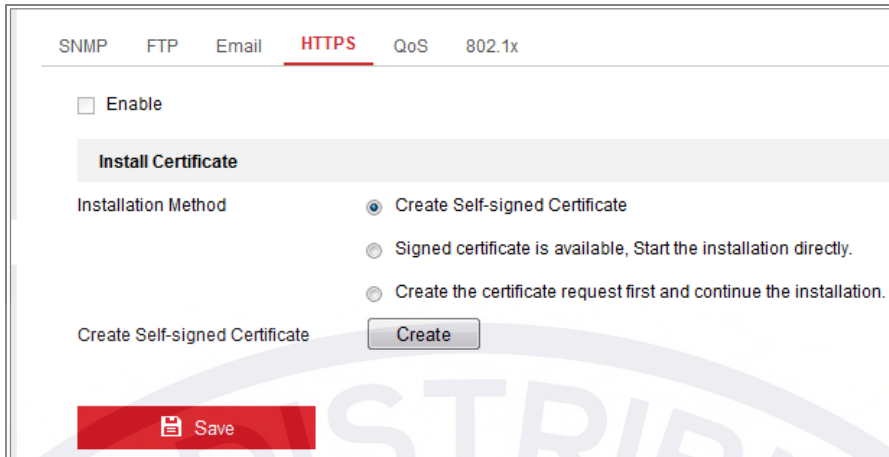 SNMP FTP Email HTTPS QoS 802.1x
Enable
Install Certificate
Installation Method Create Self-signed Certificate
Signed certificate is available, Start the installation directly.
Create the certificate request first and continue the installation.
Create Self-signed Certificate Create
Save